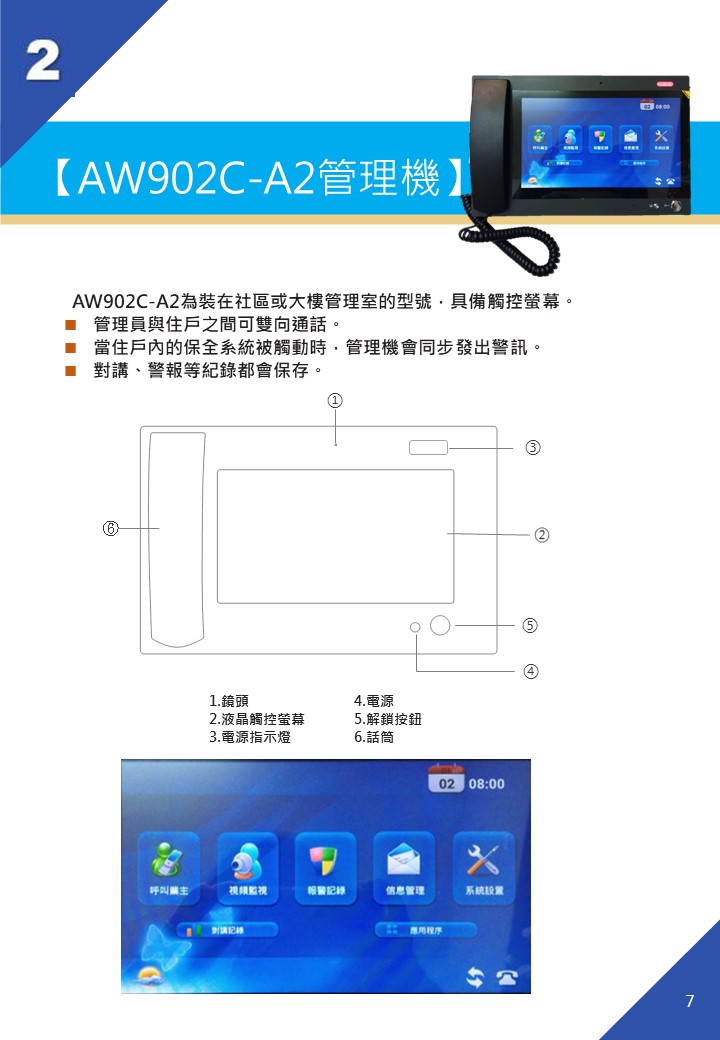 2
【AW902C-A2管理機】
02 08:00
AW902C-A2為裝在社區或大樓管理室的型號，具備觸控螢幕。
■ 管理員與住戶之間可雙向通話。
■ 當住戶內的保全系統被觸動時，管理機會同步發出警訊。
■ 對講、警報等紀錄都會保存。
①
③
⑥
②
⑤
④
1.鏡頭 4.電源
2.液晶觸控螢幕 5.解鎖按鈕
3.電源指示燈 6.話筒
02 08:00
呼叫業主 視頻監視 報警記錄 信息管理 系統設置
對講記錄 應用程序
7